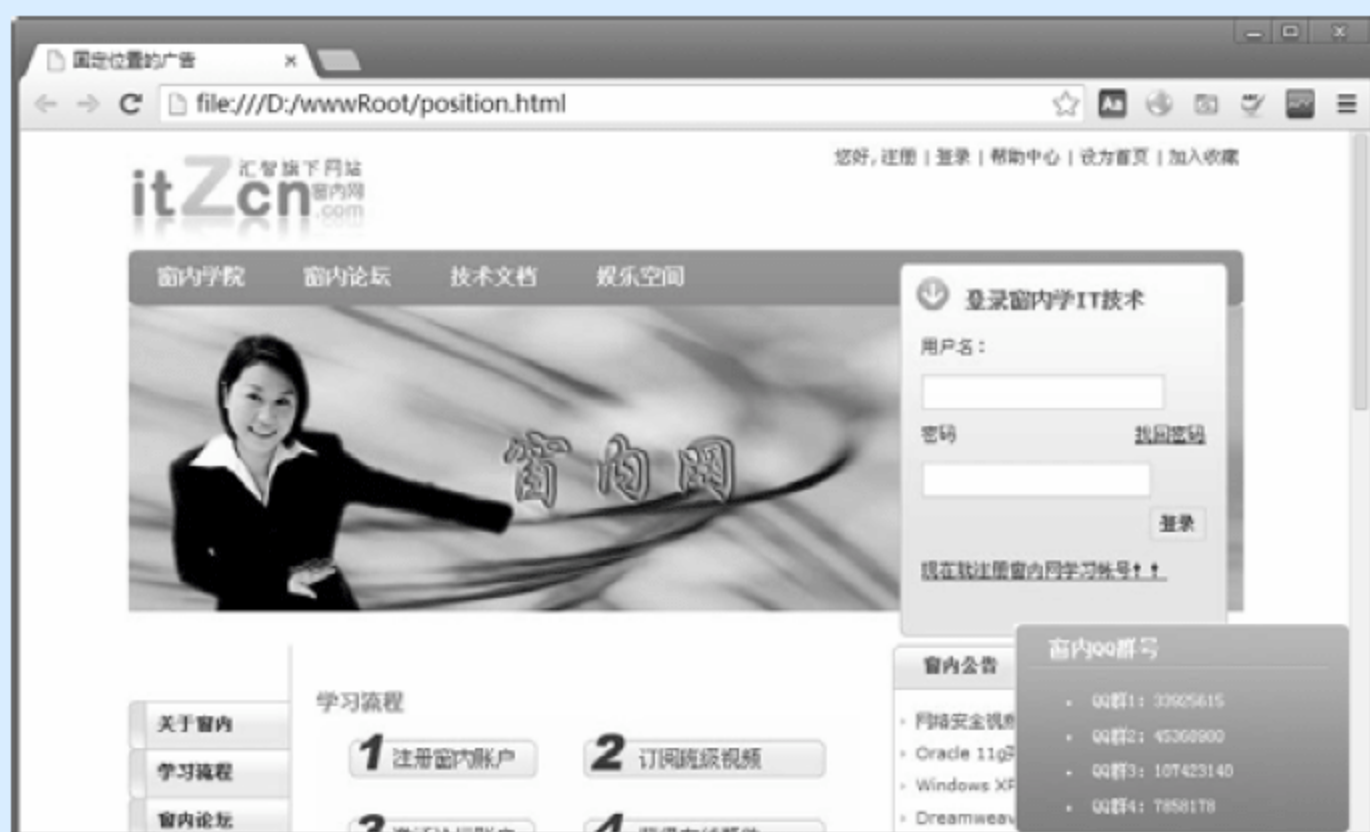 固定位置的广告
file:///D:/wwwRoot/position.html
itZcn
汇智旗下网站
窗内网
.com
您好,注册 | 登录 | 帮助中心 | 设为首页 | 加入收藏
窗内学院 窗内论坛 技术文档 娱乐空间
登录窗内学IT技术
用户名:
密码 找回密码
登录
现在就注册窗内网学习帐号!!
窗内网
窗内QQ群号
QQ群1: 33925615
QQ群2: 45368980
QQ群3: 107423140
QQ群4: 7858178
窗内公告
网络安全视
Oracle 11g
Windows XP
Dreamweav
关于窗内
学习流程
窗内论坛
学习流程
1 注册窗内账户
2 订阅班级视频
3
4